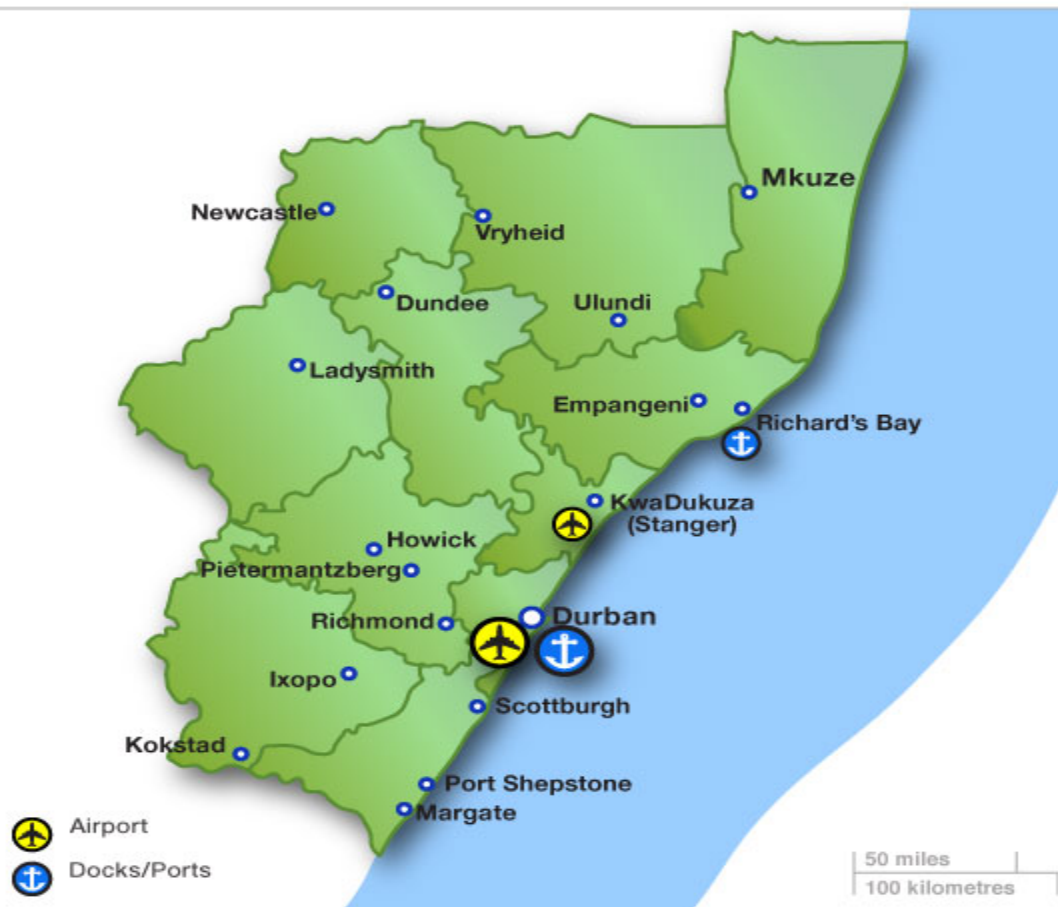 Mkuze
Newcastle
Vryheid
Dundee
Ulundi
Ladysmith
Empangeni
Richard's Bay
KwaDukuza
(Stanger)
Howick
Pietermantzberg
Richmond
Durban
Ixopo
Scottburgh
Kokstad
Port Shepstone
Margate
Airport
Docks/Ports
50 miles
100 kilometres